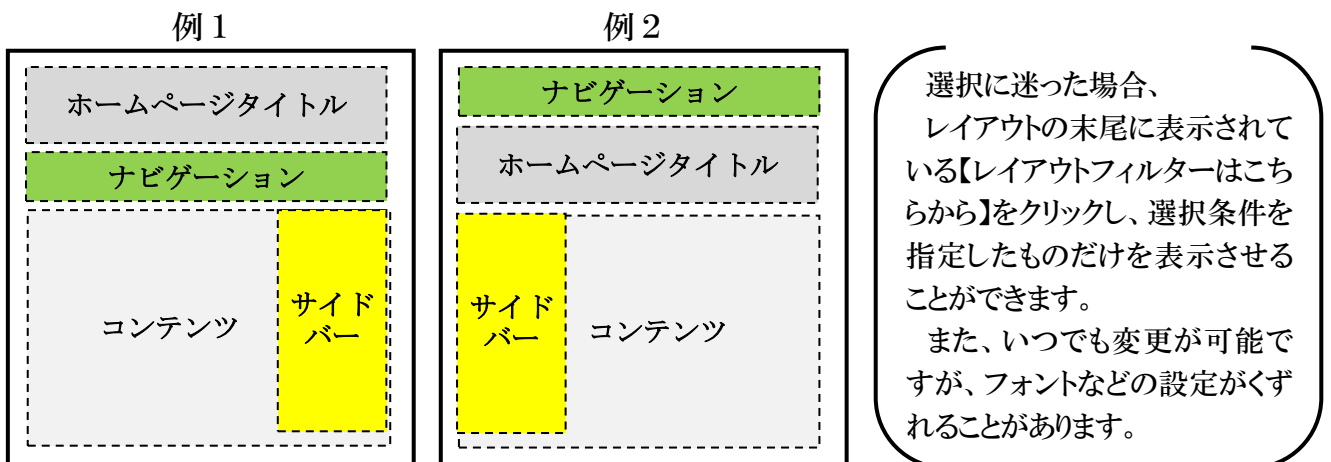 例1
ホームページタイトル
ナビゲーション
コンテンツ
サイド
バー
例2
ナビゲーション
ホームページタイトル
サイド
バー
コンテンツ
選択に迷った場合、
レイアウトの末尾に表示されて
いる【レイアウトフィルターはこち
らから】をクリックし、選択条件を
指定したものだけを表示させる
ことができます。
また、いつでも変更が可能で
すが、フォントなどの設定がくず
れることがあります。